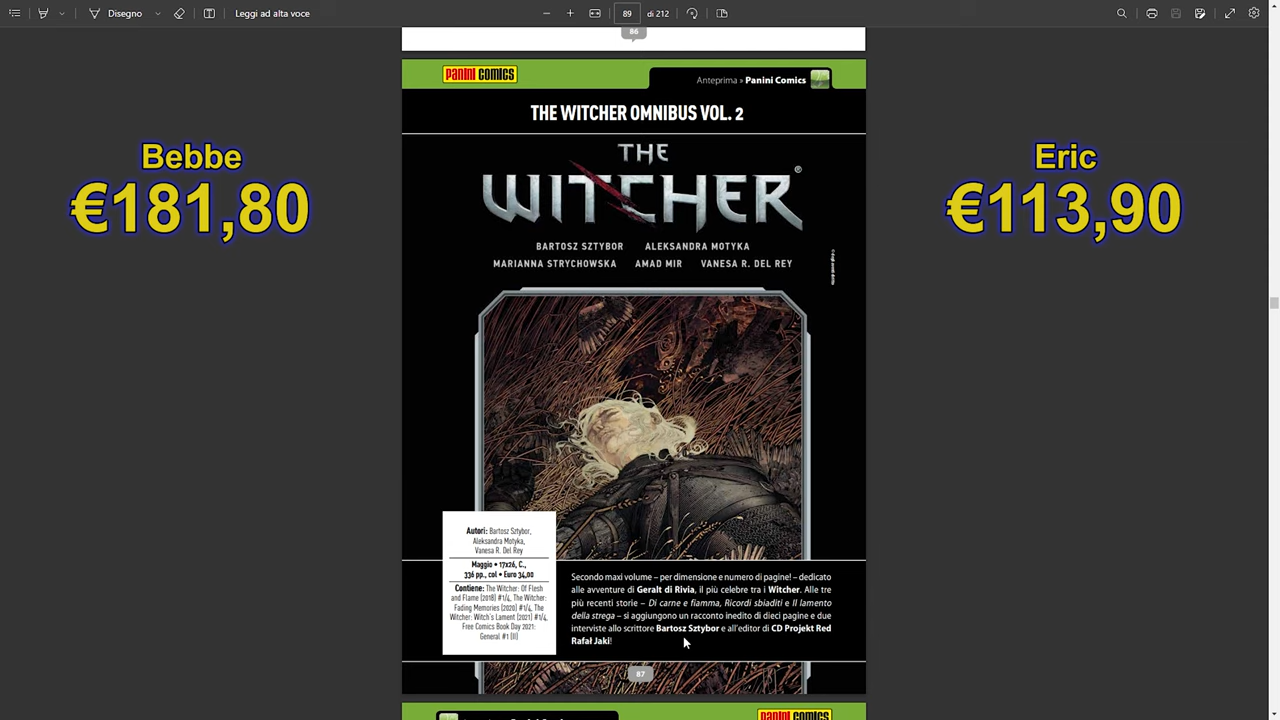 Disegno
Leggi ad alta voce
89 di 212
86
PANINI COMICS
Anteprima » Panini Comics
THE WITCHER OMNIBUS VOL. 2
Bebbe
€181,80
Eric
€113,90
THE
WITCHER®
BARTOSZ SZTYBOR ALEKSANDRA MOTYKA
MARIANNA STRYCHOWSKA AMAD MIR VANESA R. DEL REY
Autori: Bartosz Sztybor,
Aleksandra Motyka,
Vanesa R. Del Rey
Maggio • 17x26, C.,
336 pp., col • Euro 34,00
Contiene: The Witcher: Of Flesh
and Flame (2018) #1/4, The Witcher:
Fading Memories (2020) #1/4, The
Witcher: Witch's Lament (2021) #1/4,
Free Comics Book Day 2021:
General #1 (II)
Secondo maxi volume – per dimensione e numero di pagine! – dedicato
alle avventure di Geralt di Rivia, il più celebre tra i Witcher. Alle tre
più recenti storie – Di carne e fiamma, Ricordi sbiaditi e Il lamento
della strega – si aggiungono un racconto inedito di dieci pagine e due
interviste allo scrittore Bartosz Sztybor e all'editor di CD Projekt Red
Rafał Jaki!
87
PANINI COMICS